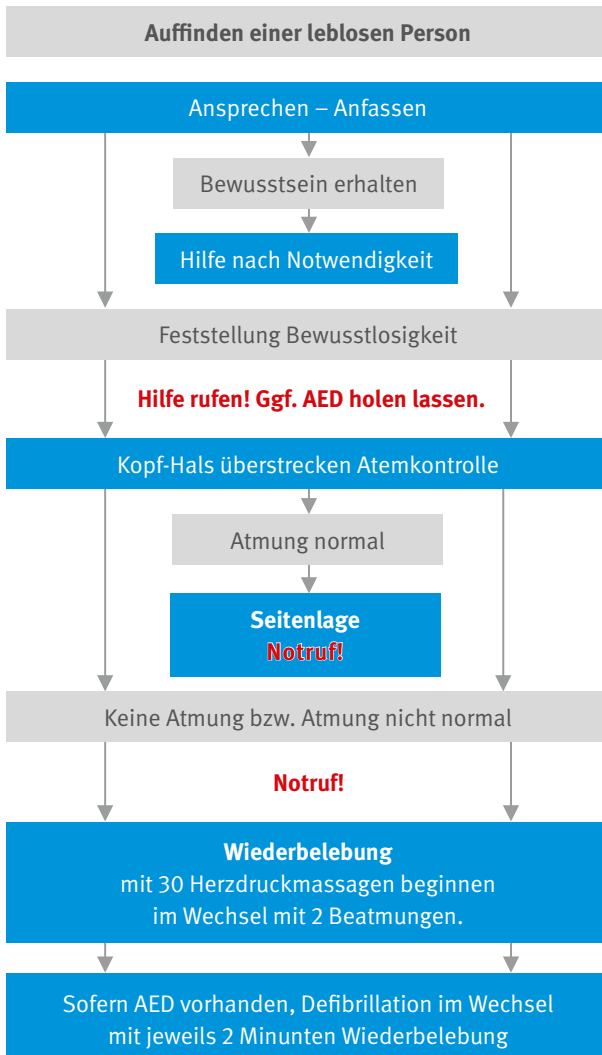 Auffinden einer leblosen Person
Ansprechen – Anfassen
Bewusstsein erhalten
Hilfe nach Notwendigkeit
Feststellung Bewusstlosigkeit
Hilfe rufen! Ggf. AED holen lassen.
Kopf-Hals überstrecken Atemkontrolle
Atmung normal
Seitenlage
Notruf!
Keine Atmung bzw. Atmung nicht normal
Notruf!
Wiederbelebung
mit 30 Herzdruckmassagen beginnen
im Wechsel mit 2 Beatmungen.
Sofern AED vorhanden, Defibrillation im Wechsel
mit jeweils 2 Minunten Wiederbelebung